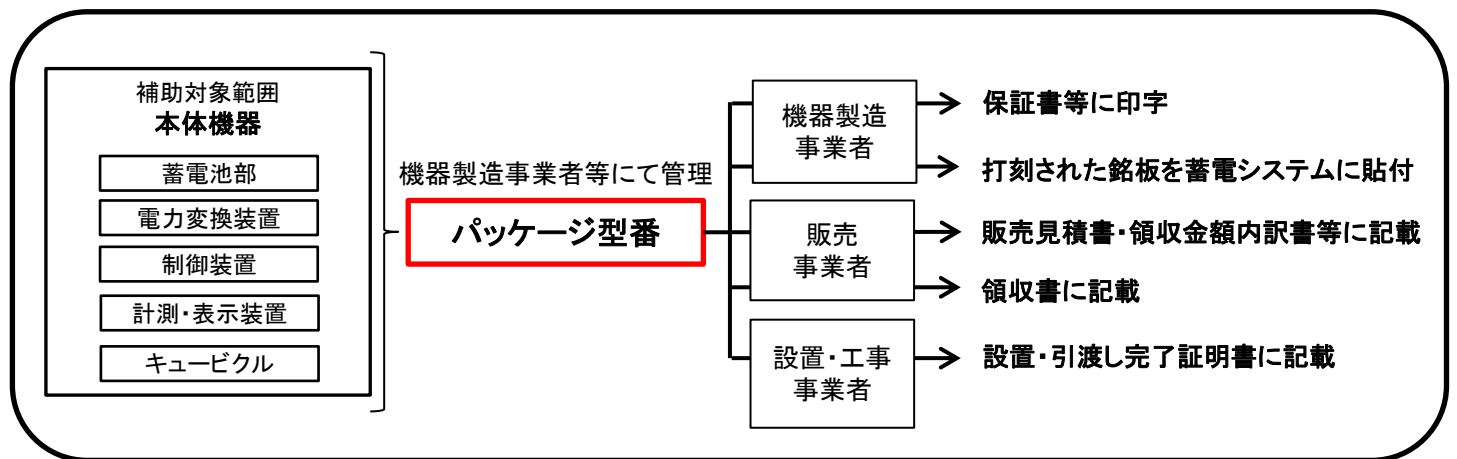 補助対象範囲
本体機器
蓄電池部
電力変換装置
制御装置
計測・表示装置
キュービクル
機器製造事業者等にて管理
パッケージ型番
機器製造
事業者
保証書等に印字
打刻された銘板を蓄電システムに貼付
販売
事業者
販売見積書・領収金額内訳書等に記載
領収書に記載
設置・工事
事業者
設置・引渡し完了証明書に記載